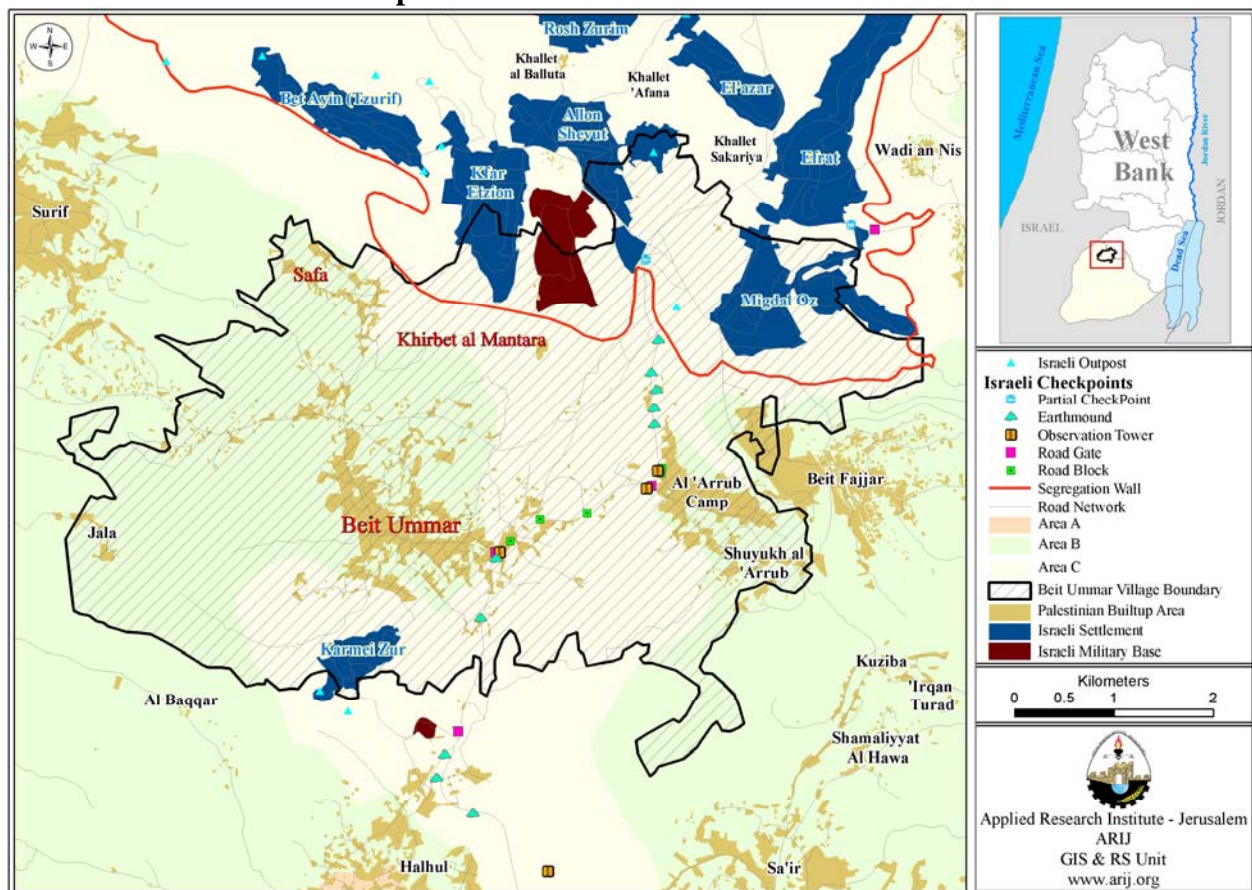 N
W E
S
Rosh Zurim
Khallet
al Balluta
Khallet
'Afana
El'azar
Bet Ayin (Tzurif)
Allon
Shevut
Khallet
Sakariya
Efrat
Wadi an Nis
Kfar
Etzion
Surif
Safa
Migdal Oz
Khirbet al Mantara
Beit Fajjar
Al 'Arrub
Camp
Beit Ummar
Jala
Shuyukh al
'Arrub
Karmei Zur
Kuziba
'Irqan
Turad
Al Baqqar
Shamaliyyat
Al Hawa
Halhul
Sa'ir
Mediterranean Sea
West
Bank
Jordan River
JORDAN
ISRAEL
Dead Sea
Israeli Outpost
Israeli Checkpoints
Partial CheckPoint
Earthmound
Observation Tower
Road Gate
Road Block
Segregation Wall
Road Network
Area A
Area B
Area C
Beit Ummar Village Boundary
Palestinian Builtup Area
Israeli Settlement
Israeli Military Base
Kilometers
0 0.5 1 2
Applied Research Institute - Jerusalem
ARIJ
GIS & RS Unit
www.arij.org